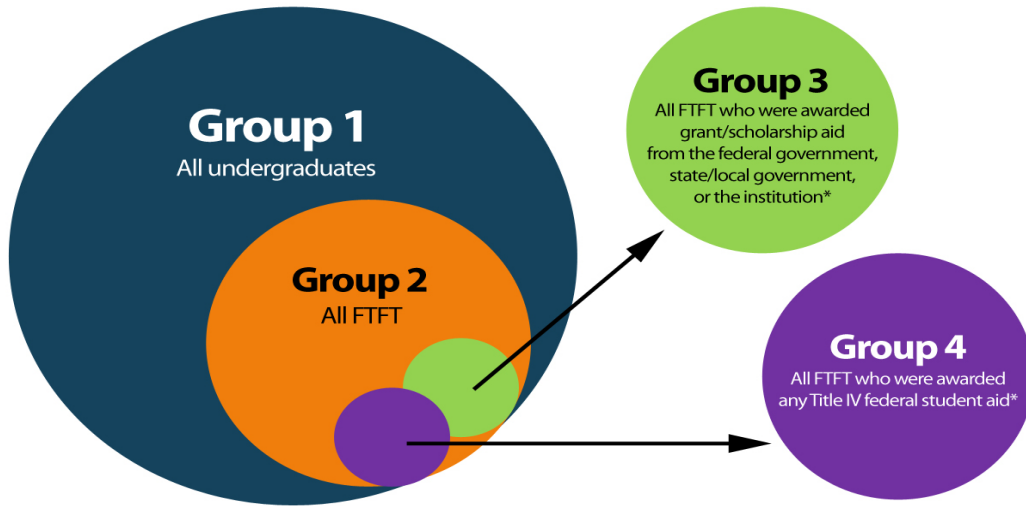 Group 1
All undergraduates
Group 2
All FTFT
Group 3
All FTFT who were awarded
grant/scholarship aid
from the federal government,
state/local government,
or the institution*
Group 4
All FTFT who were awarded
any Title IV federal student aid*